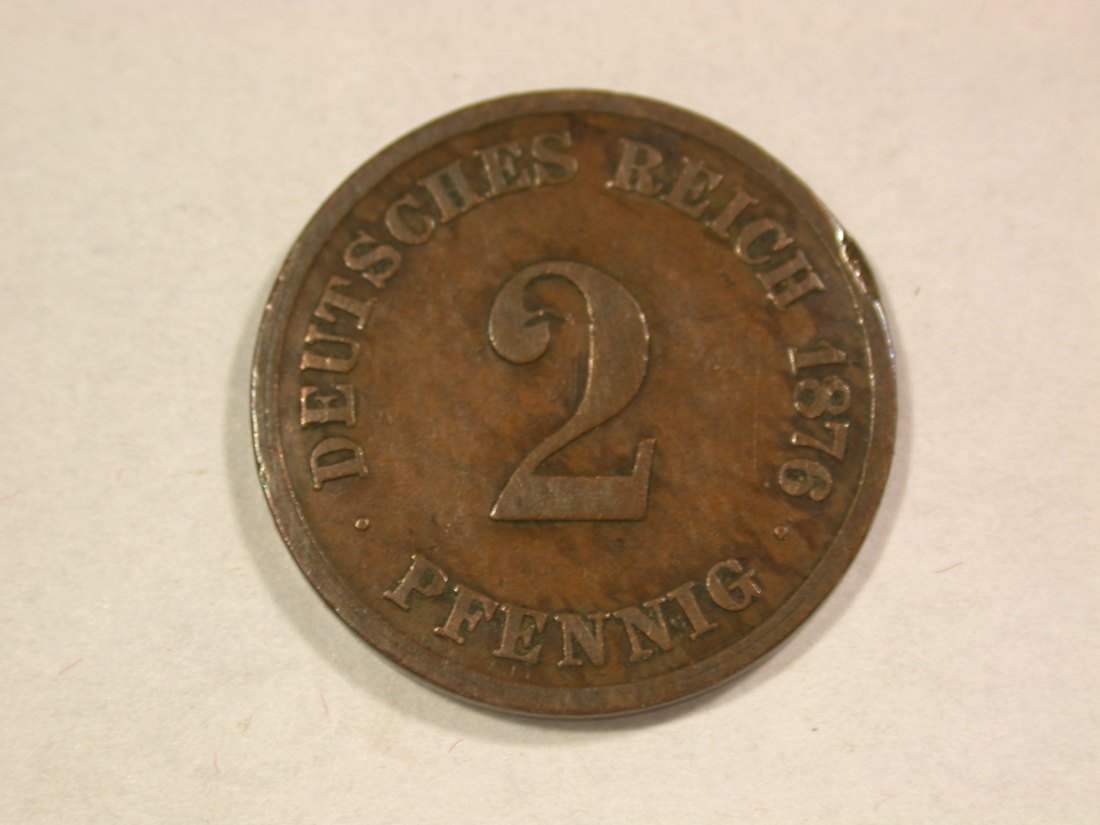 DEUTSCHES REICH 1876
2
· PFENNIG ·